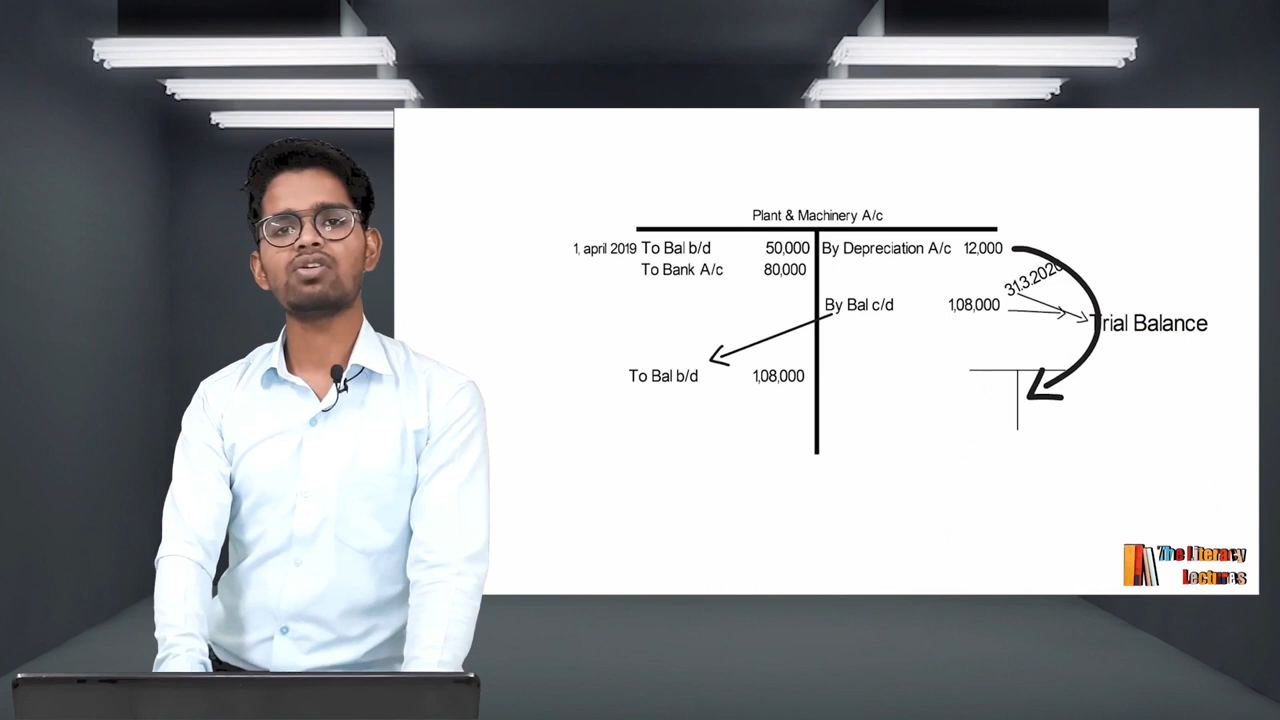 Plant & Machinery A/c
1, april 2019 To Bal b/d 50,000 By Depreciation A/c 12,000
To Bank A/c 80,000
31.3.2020
By Bal c/d 1,08,000
Trial Balance
To Bal b/d 1,08,000
The Literacy
Lectures